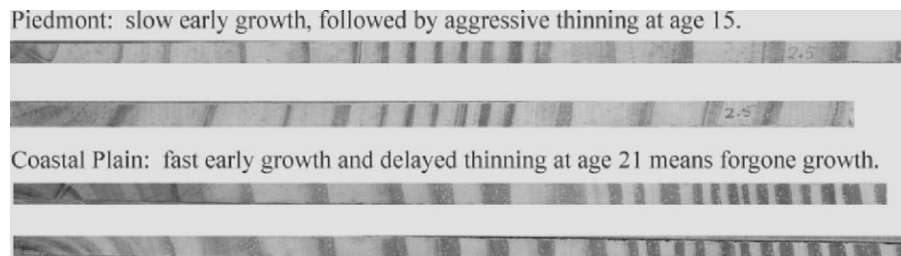 Piedmont: slow early growth, followed by aggressive thinning at age 15.
2.5
2.5
Coastal Plain: fast early growth and delayed thinning at age 21 means forgone growth.